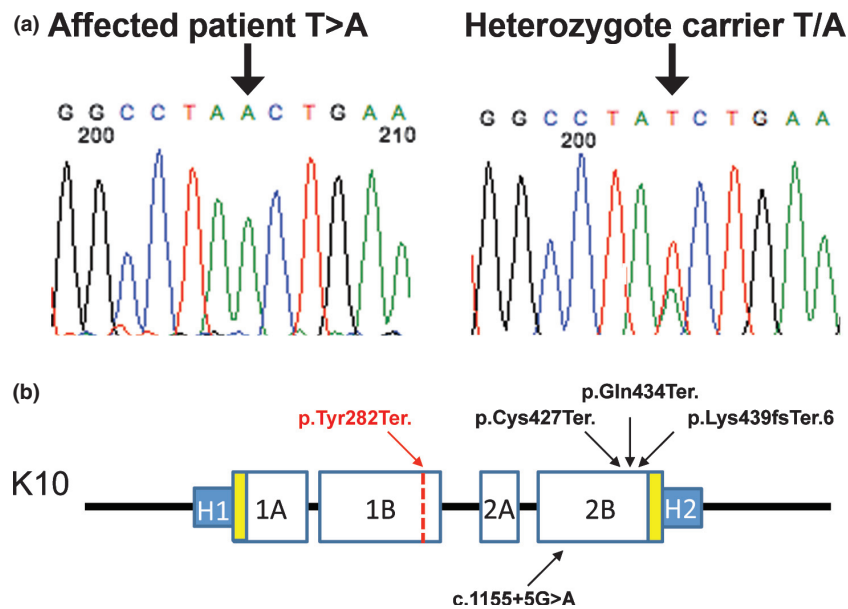 (a) Affected patient T>A
Heterozygote carrier T/A
G G C C T A A C T G A A
200 210
G G C C T A T C T G A A
200
(b)
p.Gln434Ter.
p.Tyr282Ter. p.Cys427Ter. p.Lys439fsTer.6
K10
H1 1A 1B 2A 2B H2
c.1155+5G>A